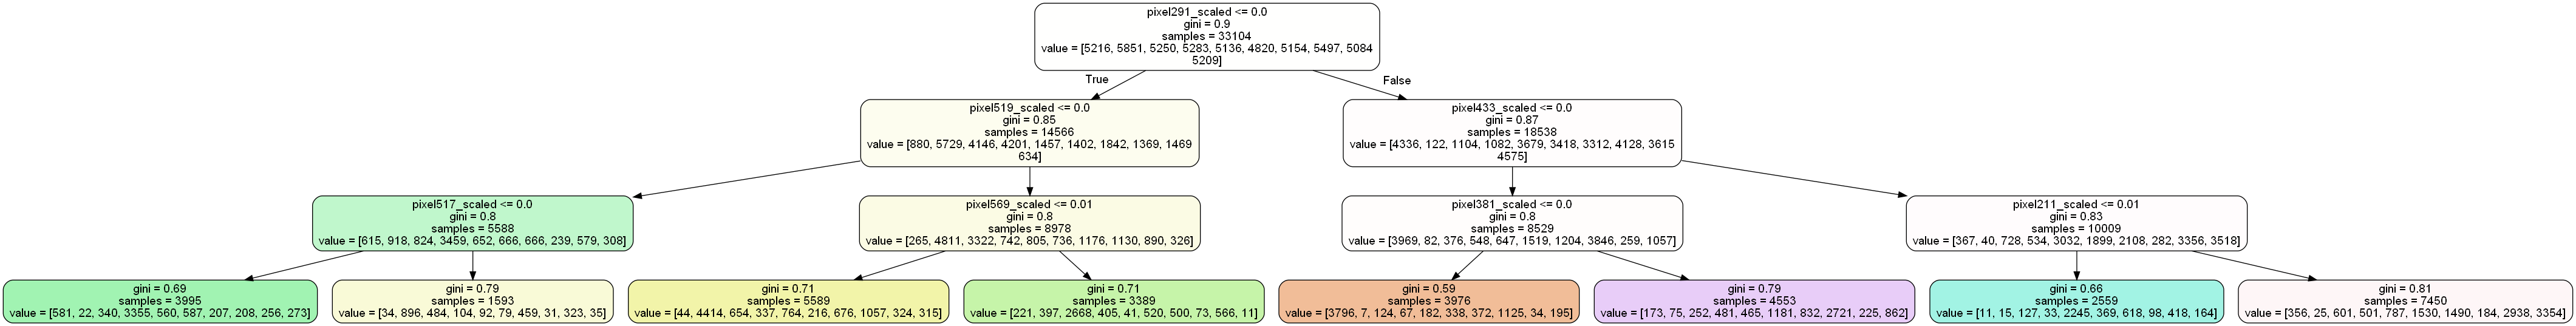 pixel291_scaled <= 0.0
gini = 0.9
samples = 33104
value = [5216, 5851, 5250, 5283, 5136, 4820, 5154, 5497, 5084
5209]
True
False
pixel519_scaled <= 0.0
gini = 0.85
samples = 14566
value = [880, 5729, 4146, 4201, 1457, 1402, 1842, 1369, 1469
634]
pixel433_scaled <= 0.0
gini = 0.87
samples = 18538
value = [4336, 122, 1104, 1082, 3679, 3418, 3312, 4128, 3615
4575]
pixel517_scaled <= 0.0
gini = 0.8
samples = 5588
value = [615, 918, 824, 3459, 652, 666, 666, 239, 579, 308]
pixel569_scaled <= 0.01
gini = 0.8
samples = 8978
value = [265, 4811, 3322, 742, 805, 736, 1176, 1130, 890, 326]
pixel381_scaled <= 0.0
gini = 0.8
samples = 8529
value = [3969, 82, 376, 548, 647, 1519, 1204, 3846, 259, 1057]
pixel211_scaled <= 0.01
gini = 0.83
samples = 10009
value = [367, 40, 728, 534, 3032, 1899, 2108, 282, 3356, 3518]
gini = 0.69
samples = 3995
value = [581, 22, 340, 3355, 560, 587, 207, 208, 256, 273]
gini = 0.79
samples = 1593
value = [34, 896, 484, 104, 92, 79, 459, 31, 323, 35]
gini = 0.71
samples = 5589
value = [44, 4414, 654, 337, 764, 216, 676, 1057, 324, 315]
gini = 0.71
samples = 3389
value = [221, 397, 2668, 405, 41, 520, 500, 73, 566, 11]
gini = 0.59
samples = 3976
value = [3796, 7, 124, 67, 182, 338, 372, 1125, 34, 195]
gini = 0.79
samples = 4553
value = [173, 75, 252, 481, 465, 1181, 832, 2721, 225, 862]
gini = 0.66
samples = 2559
value = [11, 15, 127, 33, 2245, 369, 618, 98, 418, 164]
gini = 0.81
samples = 7450
value = [356, 25, 601, 501, 787, 1530, 1490, 184, 2938, 3354]